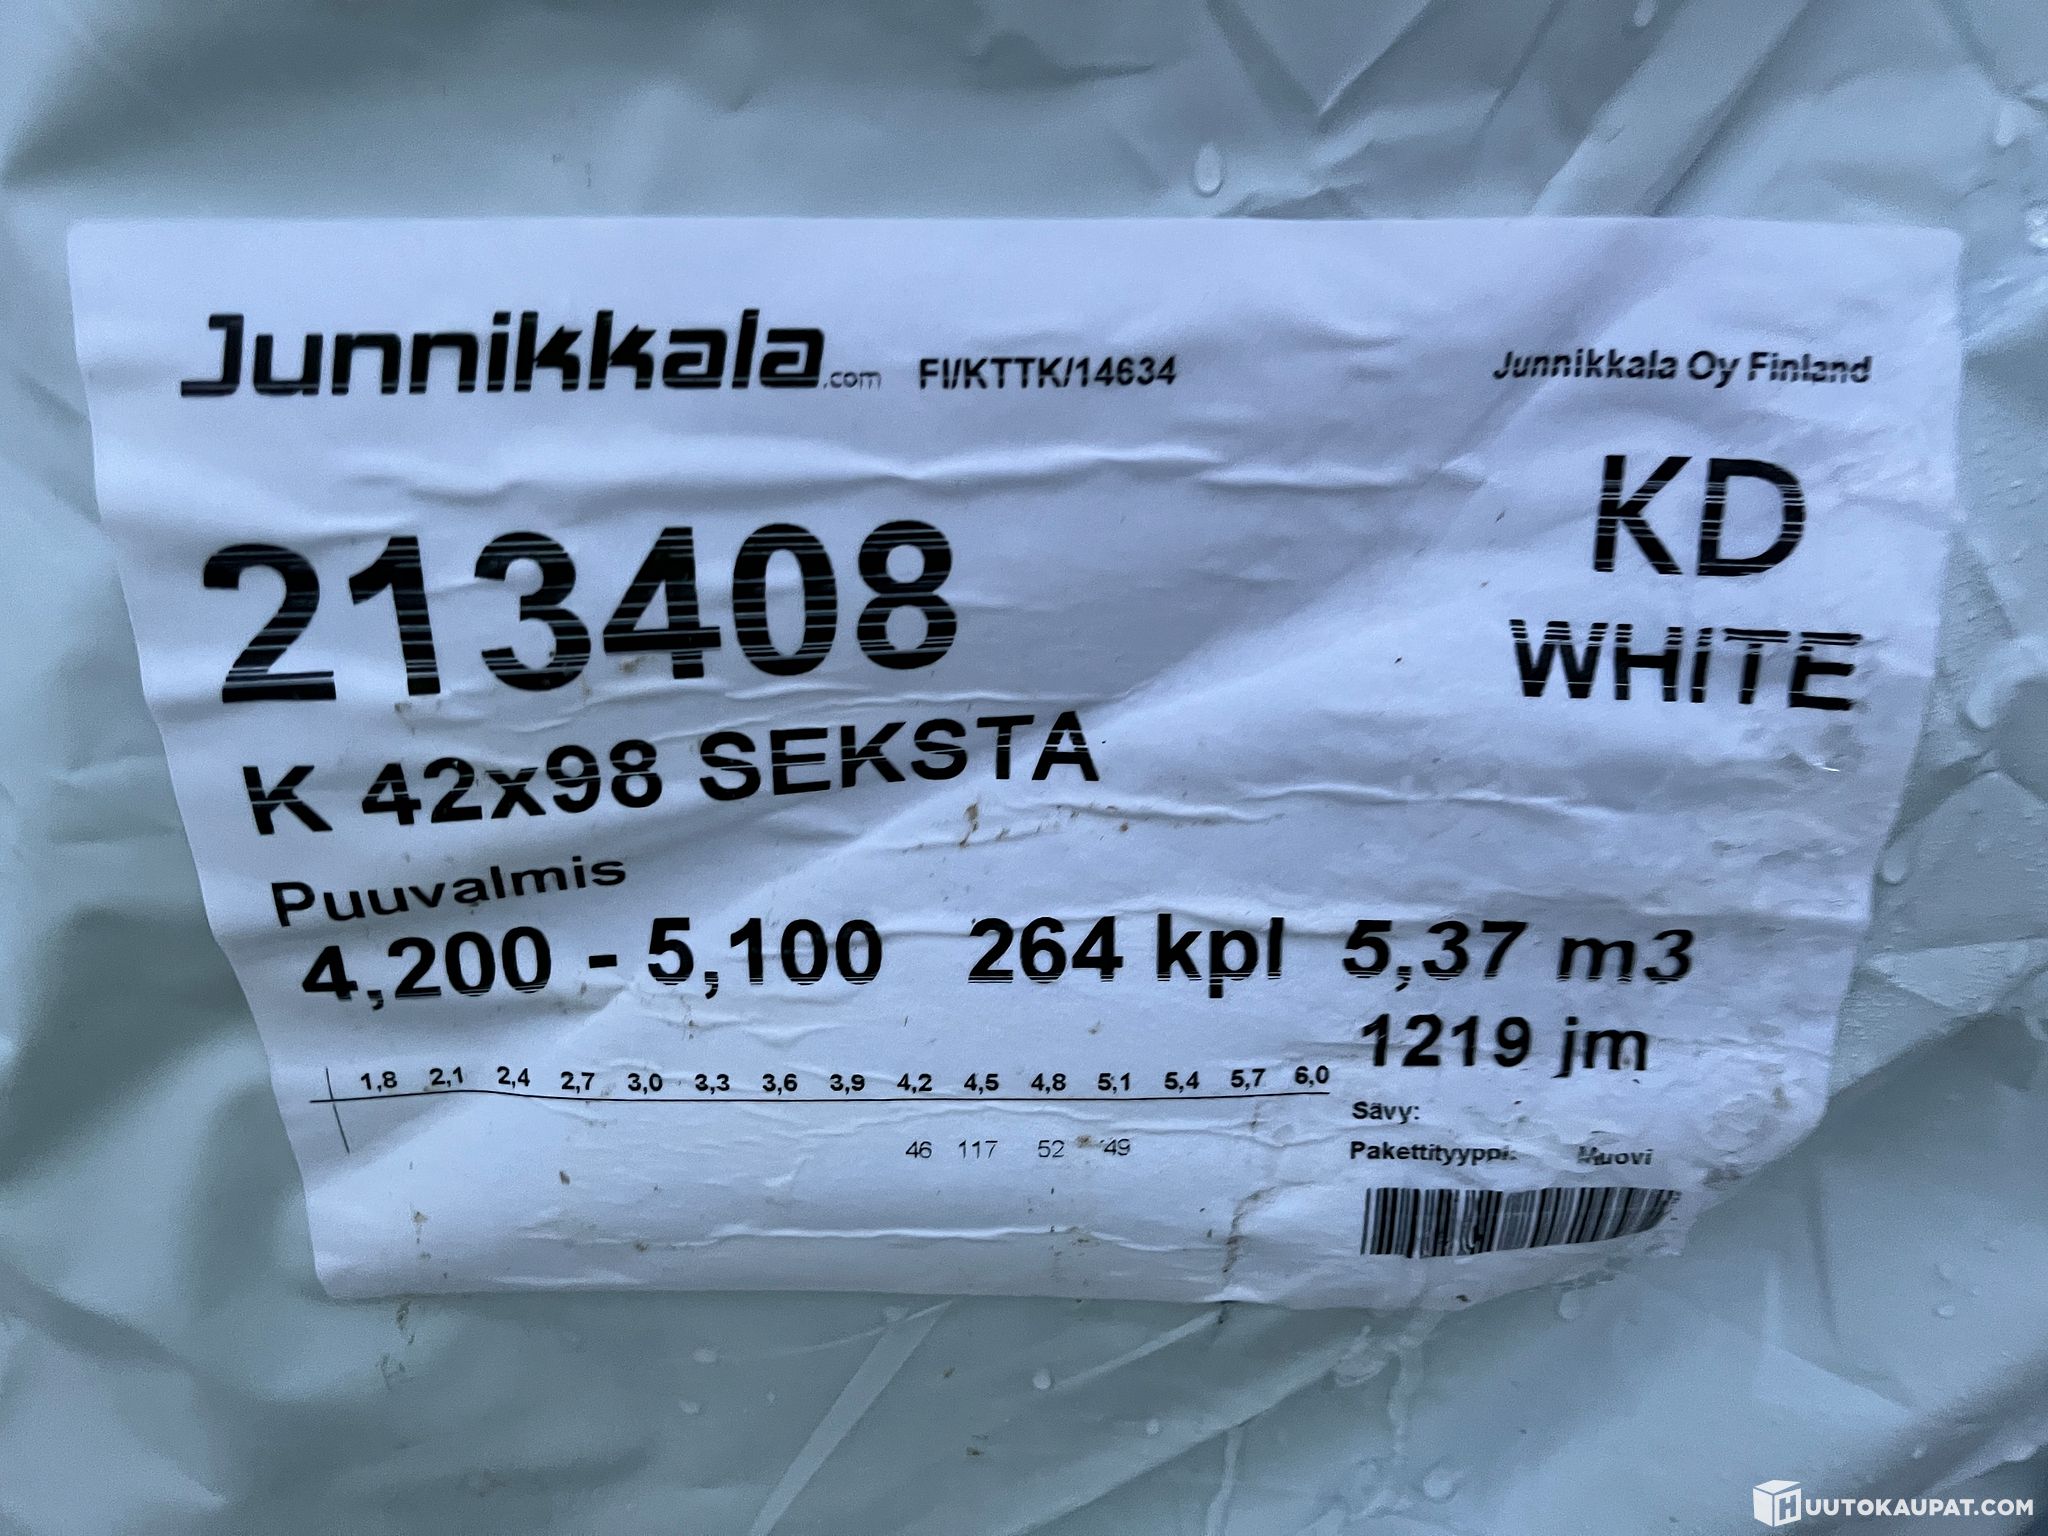 Junnikkala.com FI/KTTK/14634 Junnikkala Oy Finland
KD
213408
WHITE
K 42x98 SEKSTA
Puuvalmis
4,200 - 5,100 264 kpl 5,37 m3
1219 jm
1,8 2,1 2,4 2,7 3,0 3,3 3,6 3,9 4,2 4,5 4,8 5,1 5,4 5,7 6,0
46 117 52 49
Sävy:
Pakettityyppi: Muovi
HUUTOKAUPAT.COM